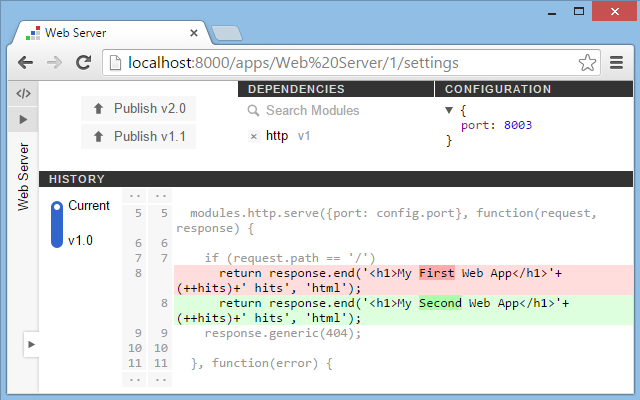 Web Server
localhost:8000/apps/Web%20Server/1/settings
</>
Publish v2.0
Publish v1.1
DEPENDENCIES
Search Modules
http v1
CONFIGURATION
{
port: 8003
}
Web Server
HISTORY
Current
v1.0
.. ..
5 5 modules.http.serve({port: config.port}, function(request,
response) {
6 6
7 7 if (request.path == '/')
8 return response.end('<h1>My First Web App</h1>'+
(++hits)+' hits', 'html');
8 return response.end('<h1>My Second Web App</h1>'+
(++hits)+' hits', 'html');
9 9 response.generic(404);
10 10
11 11 }, function(error) {
.. ..